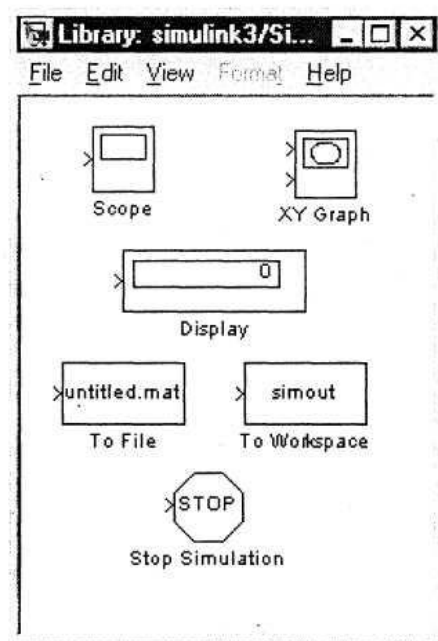 Library: simulink3/Si...
File Edit View Format Help
Scope
XY Graph
0
Display
untitled.mat
simout
To File
To Workspace
STOP
Stop Simulation